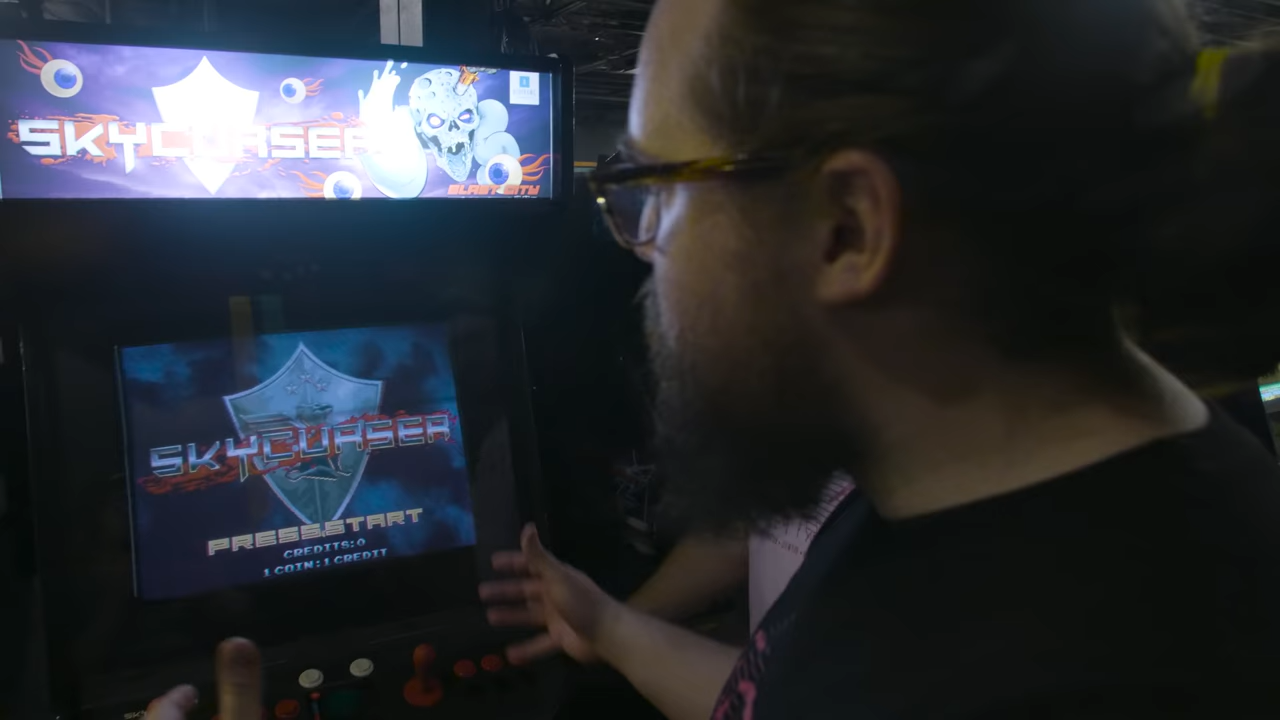 SKYCURSER
BLAST CITY
SKYCURSER
PRESS START
CREDITS:0
1 COIN:1 CREDIT